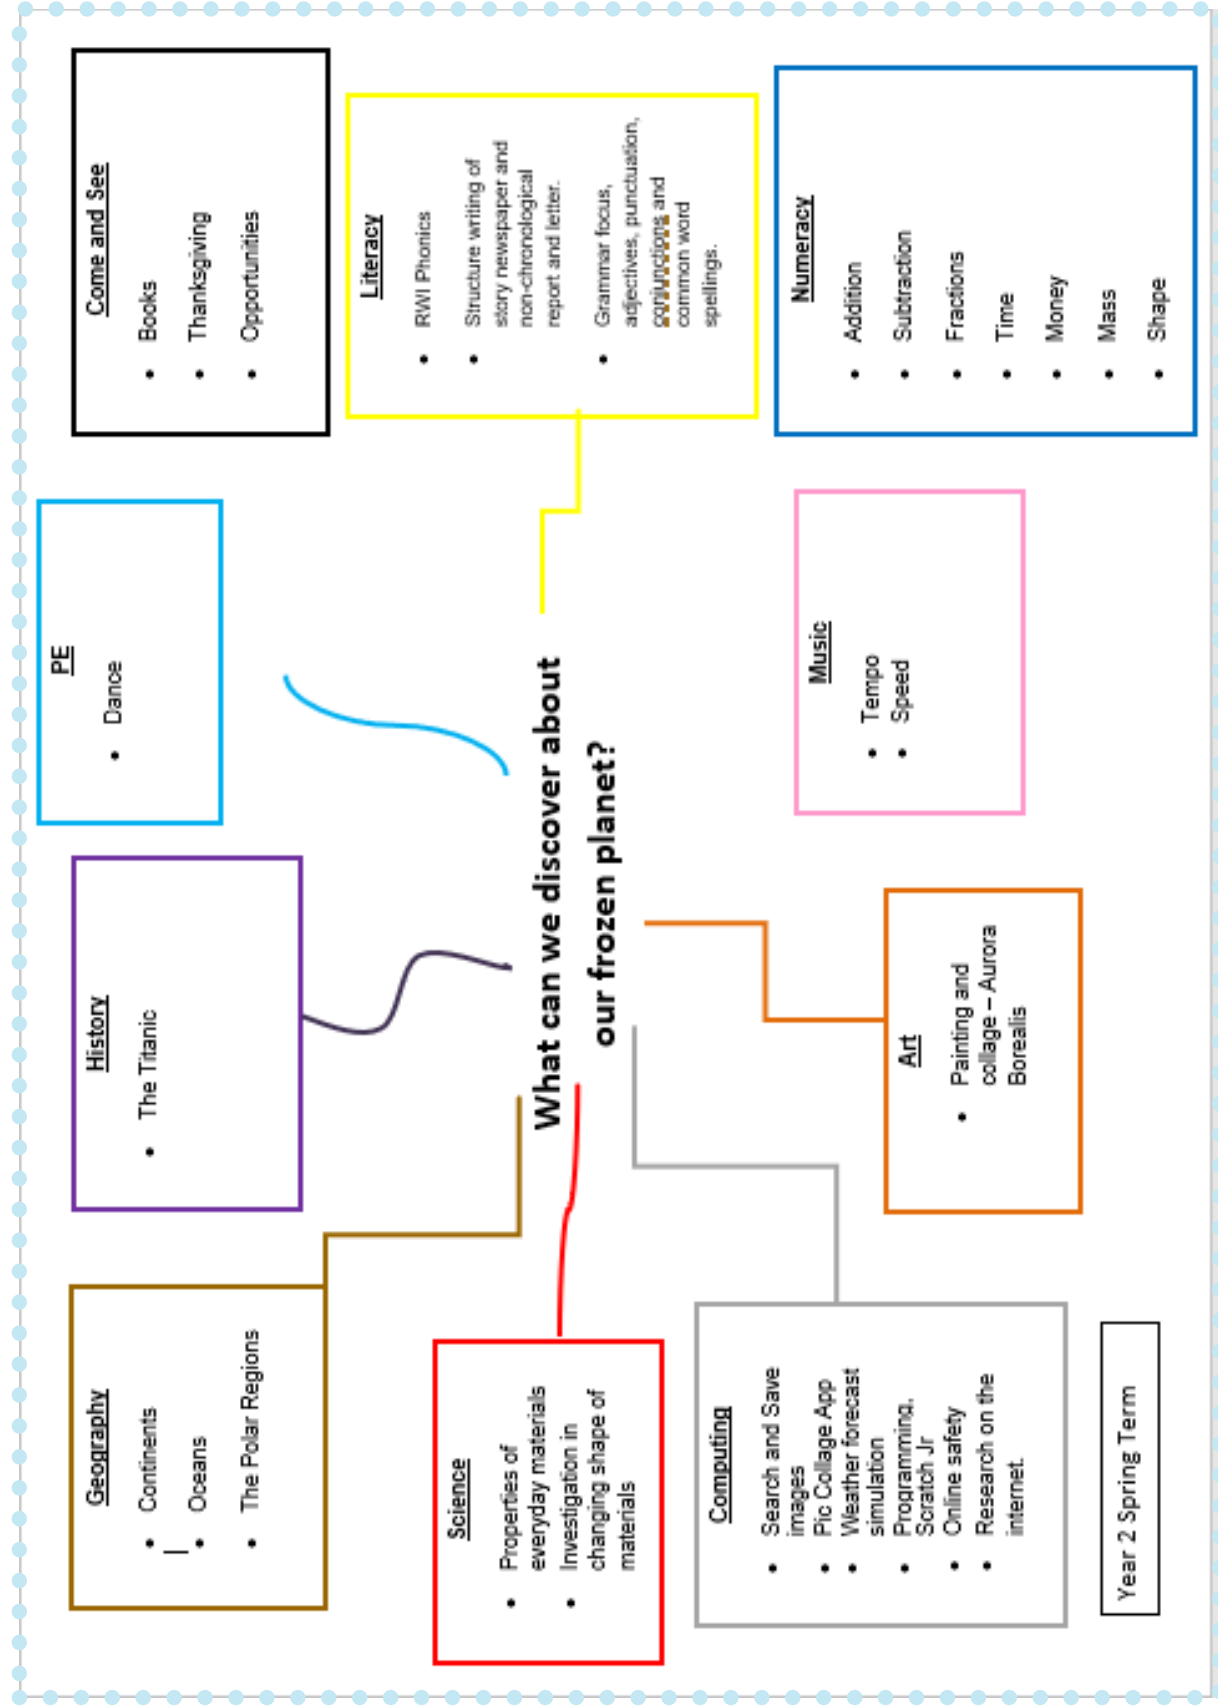 Geography
Continents
Oceans
The Polar Regions
History
The Titanic
PE
Dance
Come and See
Books
Thanksgiving
Opportunities
Literacy
RWI Phonics
Structure writing of
story newspaper and
non-chronological
report and letter.
Grammar focus,
adjectives, punctuation,
conjunctions and
common word
spellings.
What can we discover about
our frozen planet?
Science
Properties of
everyday materials
Investigation in
changing shape of
materials
Computing
Search and Save
images
Pic Collage App
Weather forecast
simulation
Programming,
Scratch Jr
Online safety
Research on the
internet.
Art
Painting and
collage – Aurora
Borealis
Music
Tempo
Speed
Numeracy
Addition
Subtraction
Fractions
Time
Money
Mass
Shape
Year 2 Spring Term